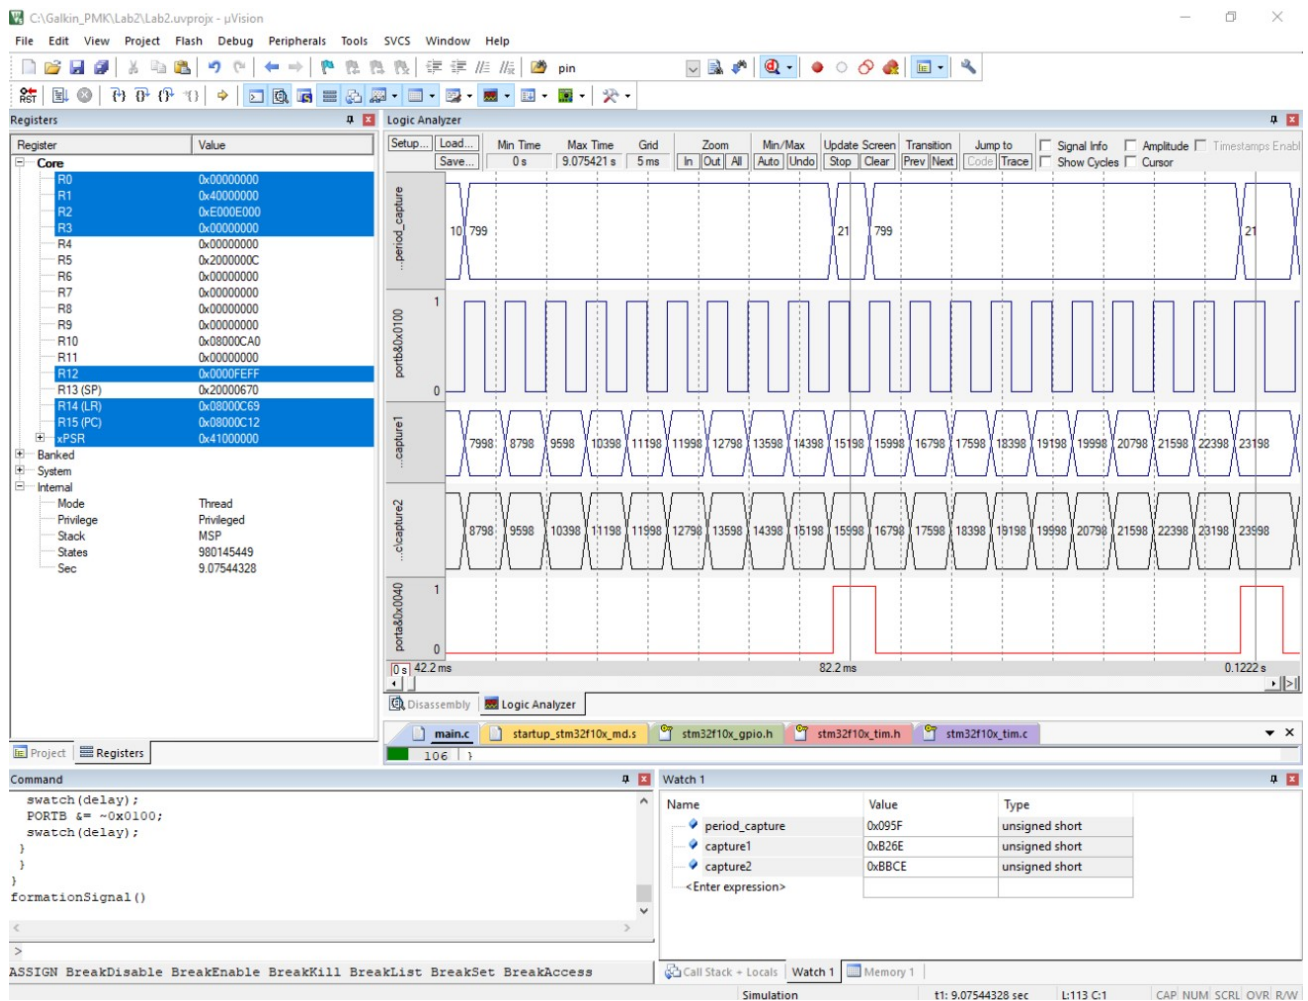 C:\Galkin_PMK\Lab2\Lab2.uvprojx - µVision
File Edit View Project Flash Debug Peripherals Tools SVCS Window Help
pin
RST
Registers
Register Value
Core
R0 0x00000000
R1 0x40000000
R2 0xE000E000
R3 0x00000000
R4 0x00000000
R5 0x2000000C
R6 0x00000000
R7 0x00000000
R8 0x00000000
R9 0x00000000
R10 0x08000CA0
R11 0x00000000
R12 0x0000FEFF
R13 (SP) 0x20000670
R14 (LR) 0x08000C69
R15 (PC) 0x08000C12
xPSR 0x41000000
Banked
System
Internal
Mode Thread
Privilege Privileged
Stack MSP
States 980145449
Sec 9.07544328
Project Registers
Logic Analyzer
Setup... Load... Min Time Max Time Grid Zoom Min/Max Update Screen Transition Jump to Signal Info Amplitude Timestamps Enabl
Save... 0 s 9.075421 s 5 ms In Out All Auto Undo Stop Clear Prev Next Code Trace Show Cycles Cursor
...period_capture
10 799 21 799 21
portb&0x0100
1
0
...capture1
7998 8798 9598 10398 11198 11998 12798 13598 14398 15198 15998 16798 17598 18398 19198 19998 20798 21598 22398 23198
...c\capture2
8798 9598 10398 11198 11998 12798 13598 14398 15198 15998 16798 17598 18398 19198 19998 20798 21598 22398 23198 23998
porta&0x0040
1
0
0 s 42.2 ms 82.2 ms 0.1222 s
Disassembly Logic Analyzer
main.c startup_stm32f10x_md.s stm32f10x_gpio.h stm32f10x_tim.h stm32f10x_tim.c
106 }
Command
swatch(delay);
PORTB &= ~0x0100;
swatch(delay);
}
}
}
formationSignal()
>
ASSIGN BreakDisable BreakEnable BreakKill BreakList BreakSet BreakAccess
Watch 1
Name Value Type
period_capture 0x095F unsigned short
capture1 0xB26E unsigned short
capture2 0xBBCE unsigned short
<Enter expression>
Call Stack + Locals Watch 1 Memory 1
Simulation t1: 9.07544328 sec L:113 C:1 CAP NUM SCRL OVR R/W